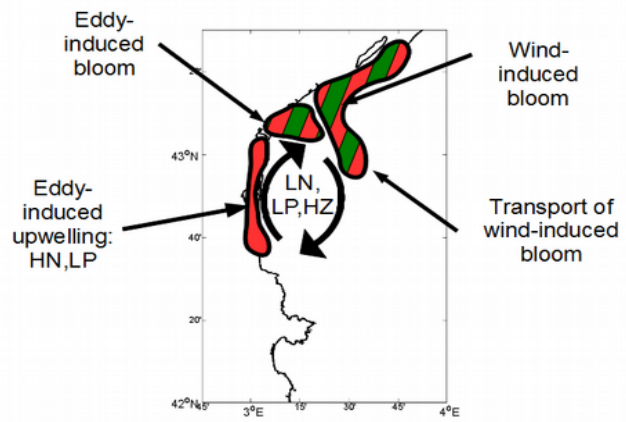 Eddy-
induced
bloom
Wind-
induced
bloom
Eddy-
induced
upwelling:
HN,LP
LN,
LP,HZ
Transport of
wind-induced
bloom
43°N
40'
20'
42°N
45'
3°E
15'
30'
45'
4°E